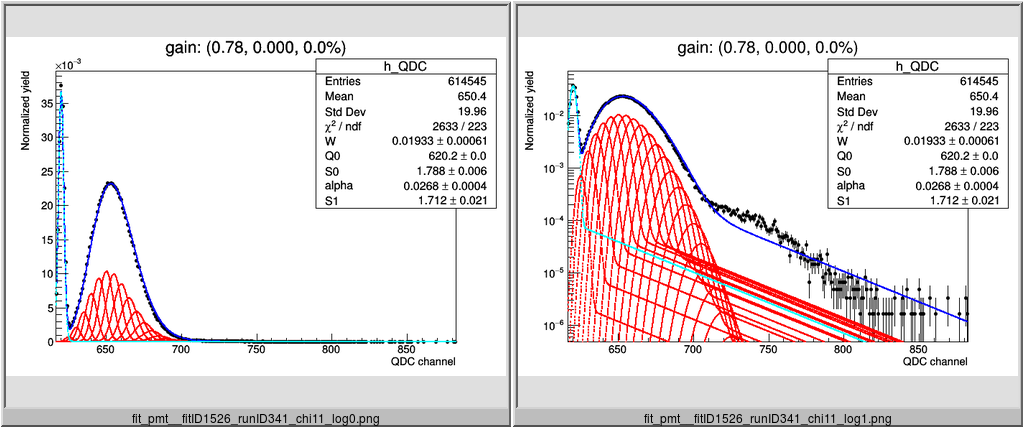 gain: (0.78, 0.000, 0.0%)
×10⁻³
h_QDC
Entries 614545
Mean 650.4
Std Dev 19.96
χ² / ndf 2633 / 223
W 0.01933 ± 0.00061
Q0 620.2 ± 0.0
S0 1.788 ± 0.006
alpha 0.0268 ± 0.0004
S1 1.712 ± 0.021
Normalized yield
35
30
25
20
15
10
5
0
650 700 750 800 850
QDC channel
fit_pmt__fitID1526_runID341_chi11_log0.png
gain: (0.78, 0.000, 0.0%)
h_QDC
Entries 614545
Mean 650.4
Std Dev 19.96
χ² / ndf 2633 / 223
W 0.01933 ± 0.00061
Q0 620.2 ± 0.0
S0 1.788 ± 0.006
alpha 0.0268 ± 0.0004
S1 1.712 ± 0.021
Normalized yield
10⁻²
10⁻³
10⁻⁴
10⁻⁵
10⁻⁶
650 700 750 800 850
QDC channel
fit_pmt__fitID1526_runID341_chi11_log1.png